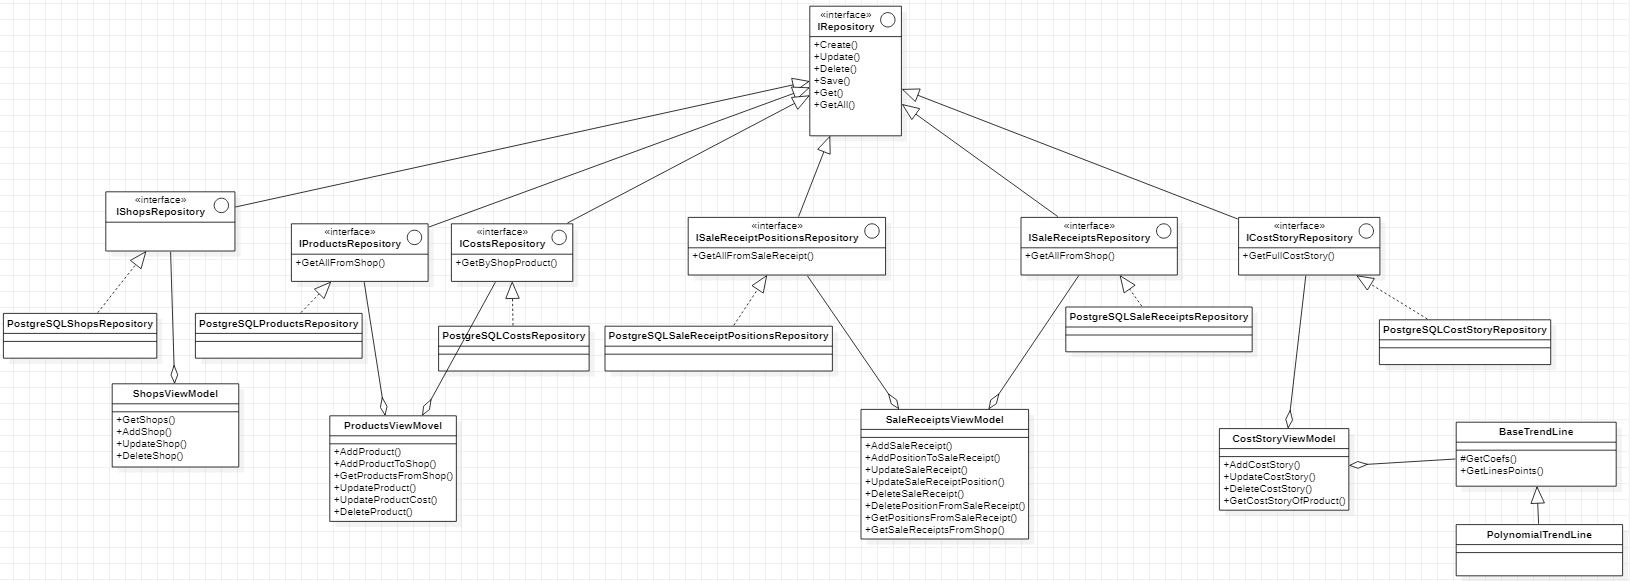 «interface»
IRepository
+Create()
+Update()
+Delete()
+Save()
+Get()
+GetAll()
«interface»
IShopsRepository
«interface»
IProductsRepository
+GetAllFromShop()
«interface»
ICostsRepository
+GetByShopProduct()
«interface»
ISaleReceiptPositionsRepository
+GetAllFromSaleReceipt()
«interface»
ISaleReceiptsRepository
+GetAllFromShop()
«interface»
ICostStoryRepository
+GetFullCostStory()
PostgreSQLShopsRepository
PostgreSQLProductsRepository
PostgreSQLCostsRepository
PostgreSQLSaleReceiptPositionsRepository
PostgreSQLSaleReceiptsRepository
PostgreSQLCostStoryRepository
ShopsViewModel
+GetShops()
+AddShop()
+UpdateShop()
+DeleteShop()
ProductsViewMovel
+AddProduct()
+AddProductToShop()
+GetProductsFromShop()
+UpdateProduct()
+UpdateProductCost()
+DeleteProduct()
SaleReceiptsViewModel
+AddSaleReceipt()
+AddPositionToSaleReceipt()
+UpdateSaleReceipt()
+UpdateSaleReceiptPosition()
+DeleteSaleReceipt()
+DeletePositionFromSaleReceipt()
+GetPositionsFromSaleReceipt()
+GetSaleReceiptsFromShop()
CostStoryViewModel
+AddCostStory()
+UpdateCostStory()
+DeleteCostStory()
+GetCostStoryOfProduct()
BaseTrendLine
#GetCoefs()
+GetLinesPoints()
PolynomialTrendLine